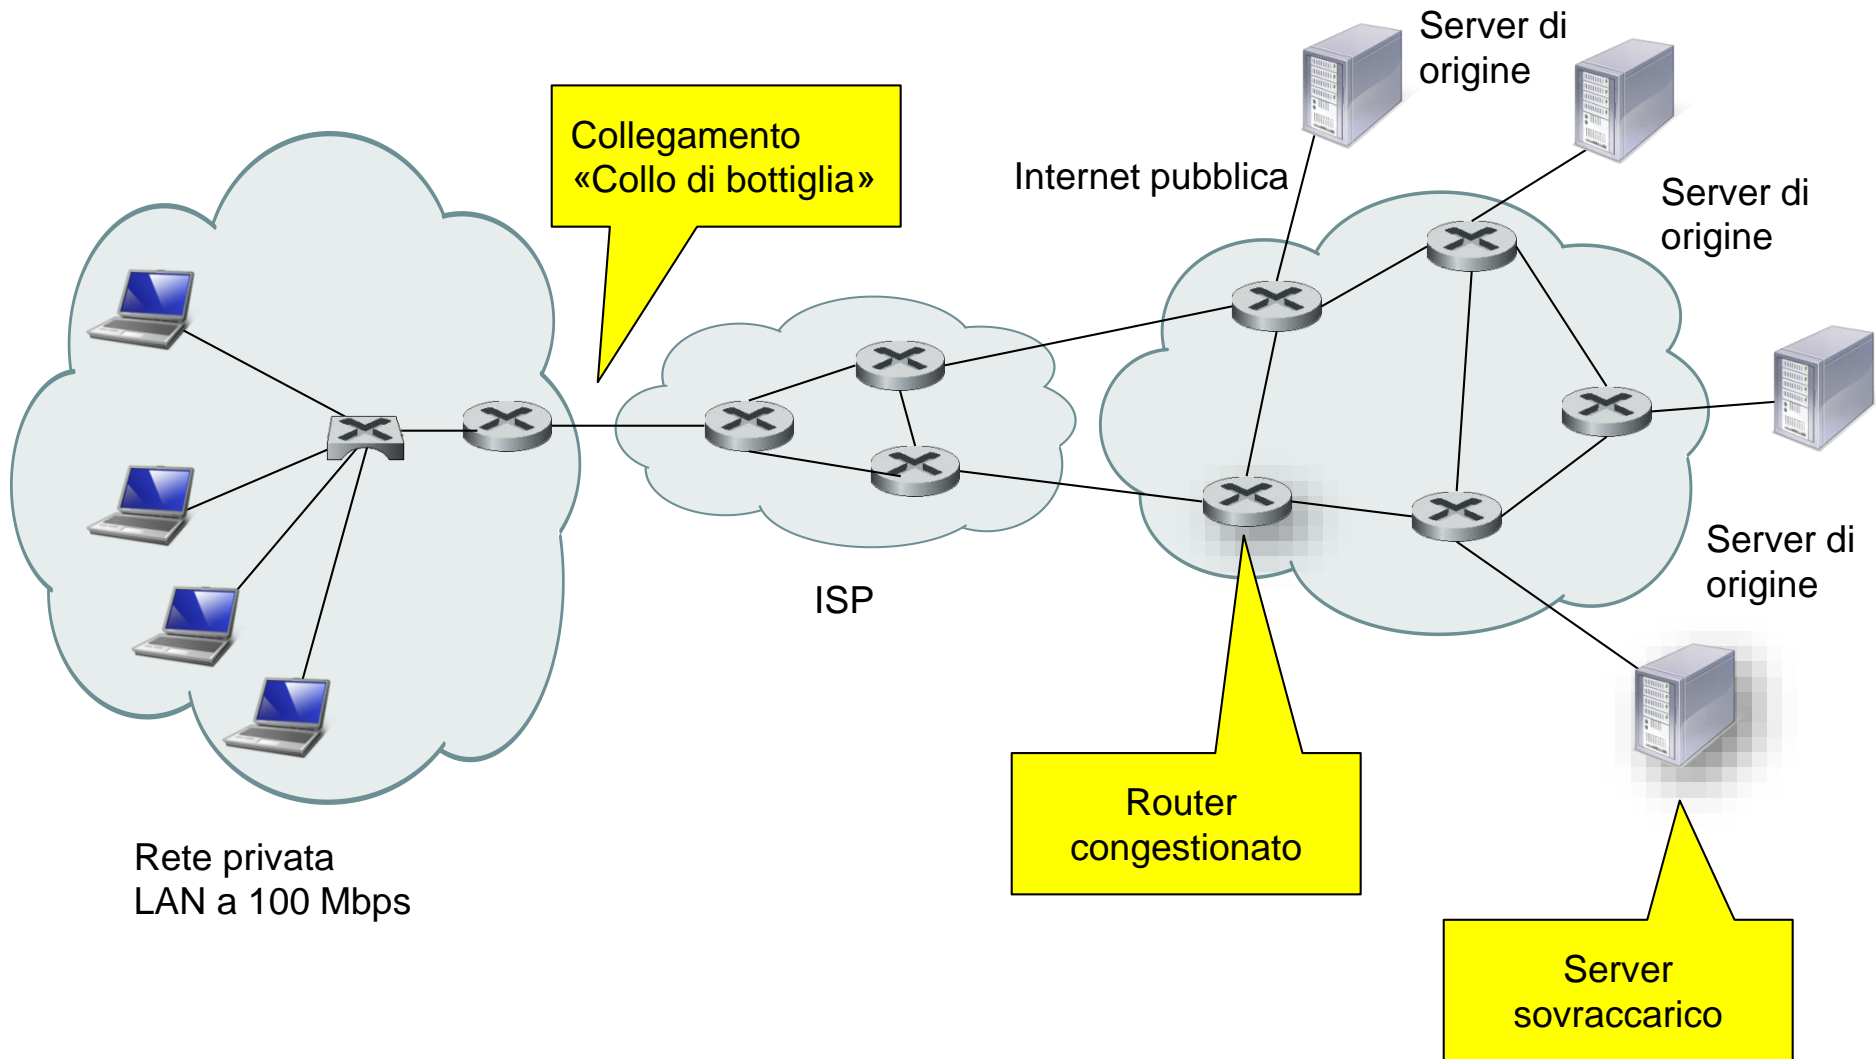 Server di
origine
Collegamento
«Collo di bottiglia»
Internet pubblica
Server di
origine
Server di
origine
ISP
Router
congestionato
Rete privata
LAN a 100 Mbps
Server
sovraccarico